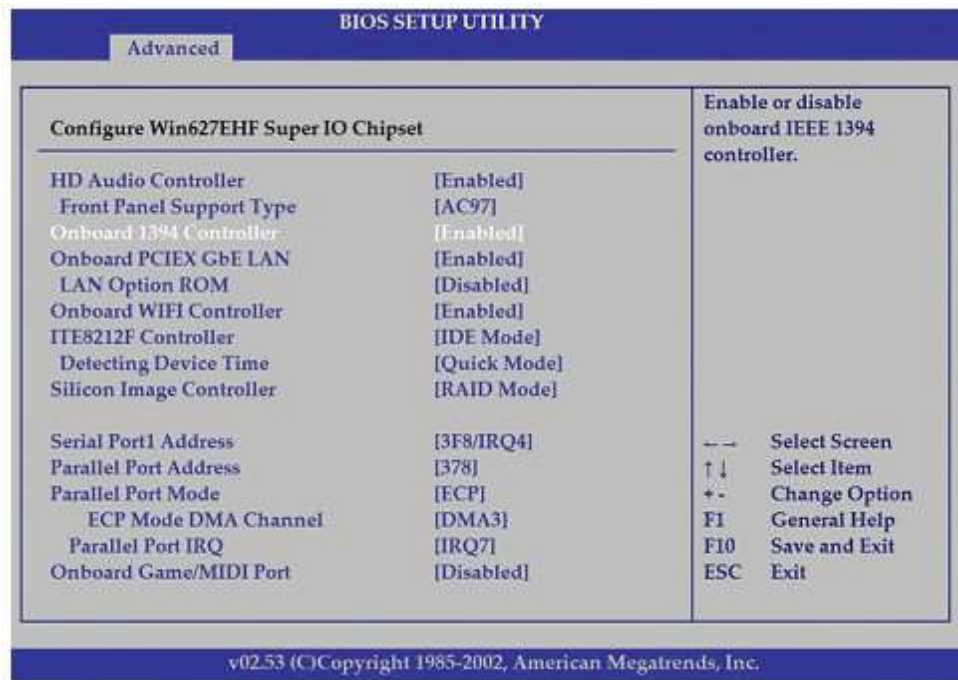 BIOS SETUP UTILITY
Advanced
Configure Win627EHF Super IO Chipset
HD Audio Controller [Enabled]
Front Panel Support Type [AC97]
Onboard 1394 Controller [Enabled]
Onboard PCIEX GbE LAN [Enabled]
LAN Option ROM [Disabled]
Onboard WIFI Controller [Enabled]
ITE8212F Controller [IDE Mode]
Detecting Device Time [Quick Mode]
Silicon Image Controller [RAID Mode]
Serial Port1 Address [3F8/IRQ4]
Parallel Port Address [378]
Parallel Port Mode [ECP]
ECP Mode DMA Channel [DMA3]
Parallel Port IRQ [IRQ7]
Onboard Game/MIDI Port [Disabled]
Enable or disable
onboard IEEE 1394
controller.
←→ Select Screen
↑↓ Select Item
+- Change Option
F1 General Help
F10 Save and Exit
ESC Exit
v02.53 (C)Copyright 1985-2002, American Megatrends, Inc.